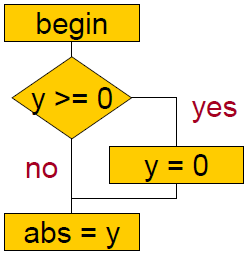 begin
y >= 0
yes
no
y = 0
abs = y